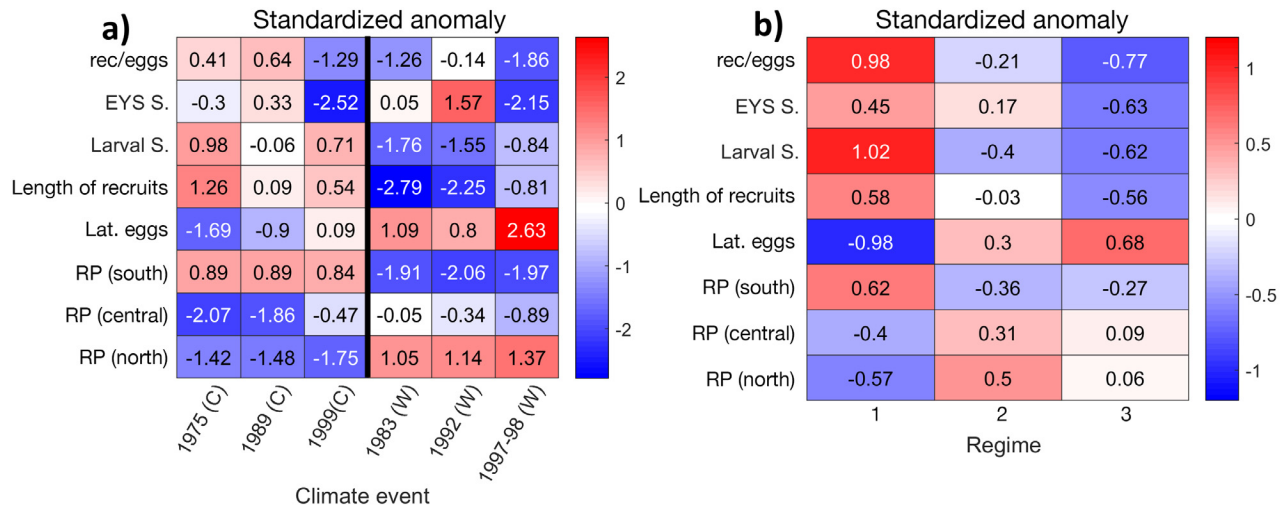 a)
Standardized anomaly
rec/eggs 0.41 0.64 -1.29 -1.26 -0.14 -1.86
EYS S. -0.3 0.33 -2.52 0.05 1.57 -2.15
Larval S. 0.98 -0.06 0.71 -1.76 -1.55 -0.84
Length of recruits 1.26 0.09 0.54 -2.79 -2.25 -0.81
Lat. eggs -1.69 -0.9 0.09 1.09 0.8 2.63
RP (south) 0.89 0.89 0.84 -1.91 -2.06 -1.97
RP (central) -2.07 -1.86 -0.47 -0.05 -0.34 -0.89
RP (north) -1.42 -1.48 -1.75 1.05 1.14 1.37
1975 (C) 1989 (C) 1999(C) 1983 (W) 1992 (W) 1997-98 (W)
Climate event
2
1
0
-1
-2
b)
Standardized anomaly
rec/eggs 0.98 -0.21 -0.77
EYS S. 0.45 0.17 -0.63
Larval S. 1.02 -0.4 -0.62
Length of recruits 0.58 -0.03 -0.56
Lat. eggs -0.98 0.3 0.68
RP (south) 0.62 -0.36 -0.27
RP (central) -0.4 0.31 0.09
RP (north) -0.57 0.5 0.06
1 2 3
Regime
1
0.5
0
-0.5
-1